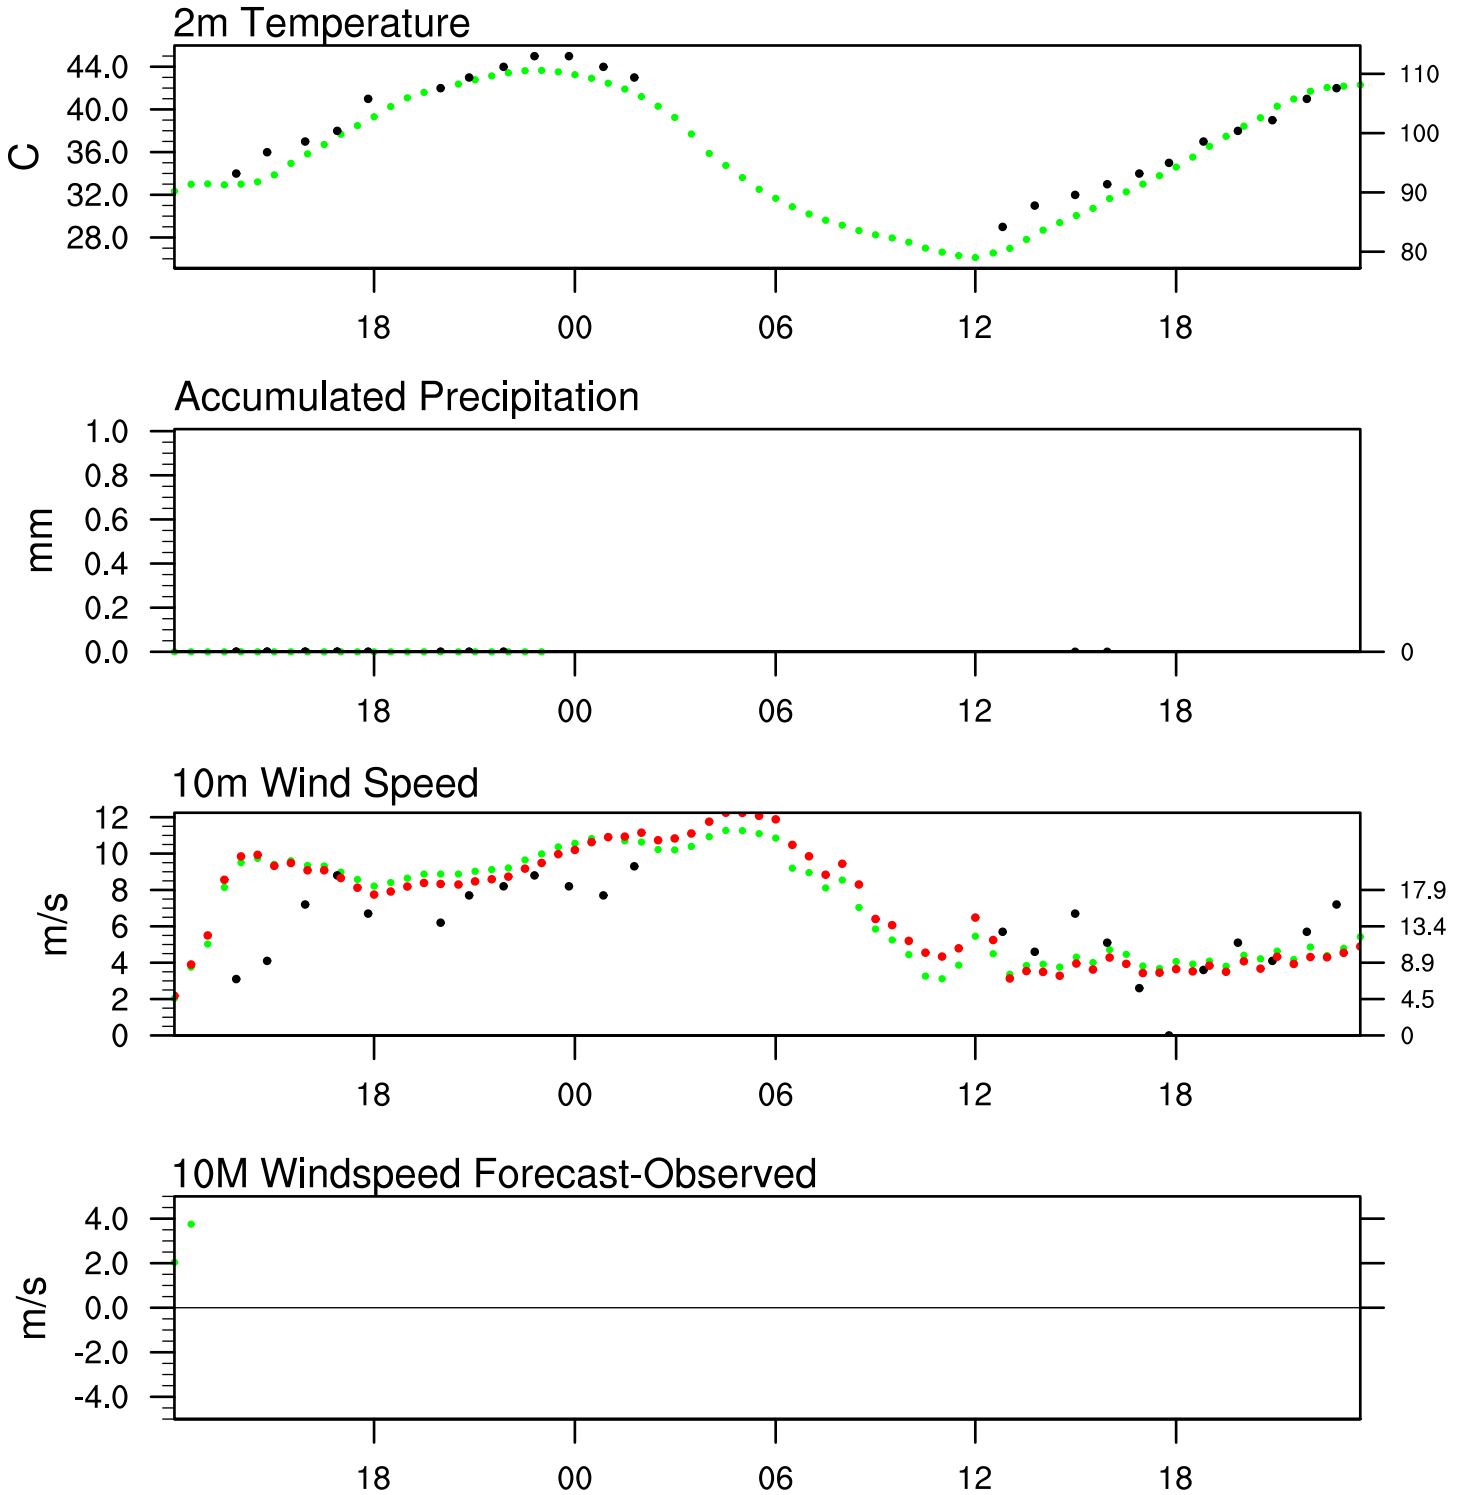 2m Temperature
44.0
40.0
36.0
32.0
28.0
C
110
100
90
80
18 00 06 12 18
Accumulated Precipitation
1.0
0.8
0.6
0.4
0.2
0.0
mm
0
18 00 06 12 18
10m Wind Speed
12
10
8
6
4
2
0
m/s
17.9
13.4
8.9
4.5
0
18 00 06 12 18
10M Windspeed Forecast-Observed
4.0
2.0
0.0
-2.0
-4.0
m/s
18 00 06 12 18